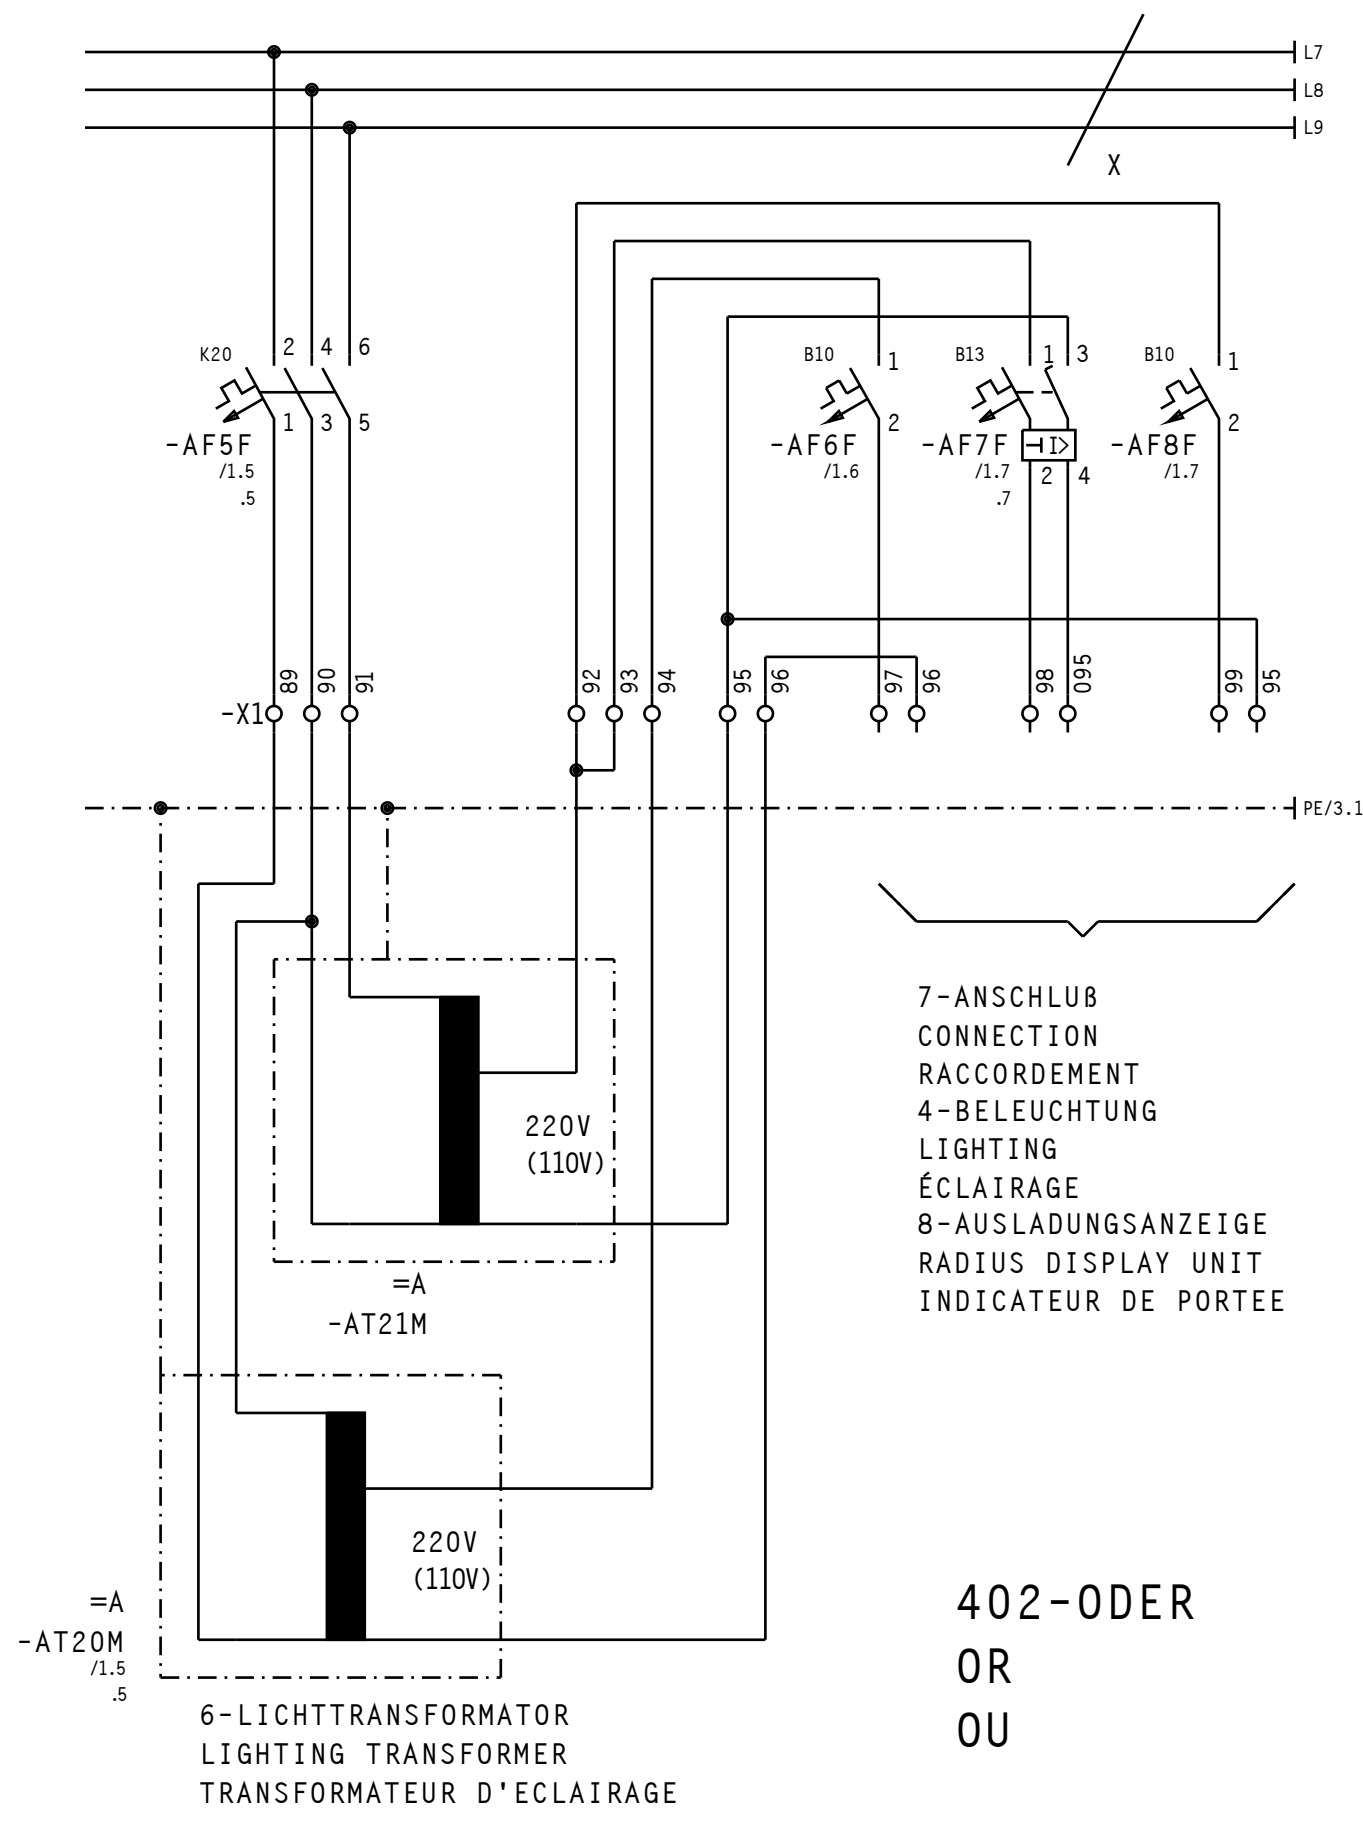 L7
L8
L9
X
K20
2 4 6
1 3 5
-AF5F
/1.5
.5
B10
1
2
-AF6F
/1.6
B13
1 3
-AF7F
I>
/1.7
.7
2 4
B10
1
2
-AF8F
/1.7
-X1
89
90
91
92
93
94
95
96
97
96
98
095
99
95
PE/3.1
220V
(110V)
=A
-AT21M
7-ANSCHLUß
CONNECTION
RACCORDEMENT
4-BELEUCHTUNG
LIGHTING
ÉCLAIRAGE
8-AUSLADUNGSANZEIGE
RADIUS DISPLAY UNIT
INDICATEUR DE PORTEE
220V
(110V)
=A
-AT20M
/1.5
.5
6-LICHTTRANSFORMATOR
LIGHTING TRANSFORMER
TRANSFORMATEUR D'ECLAIRAGE
402-ODER
OR
OU